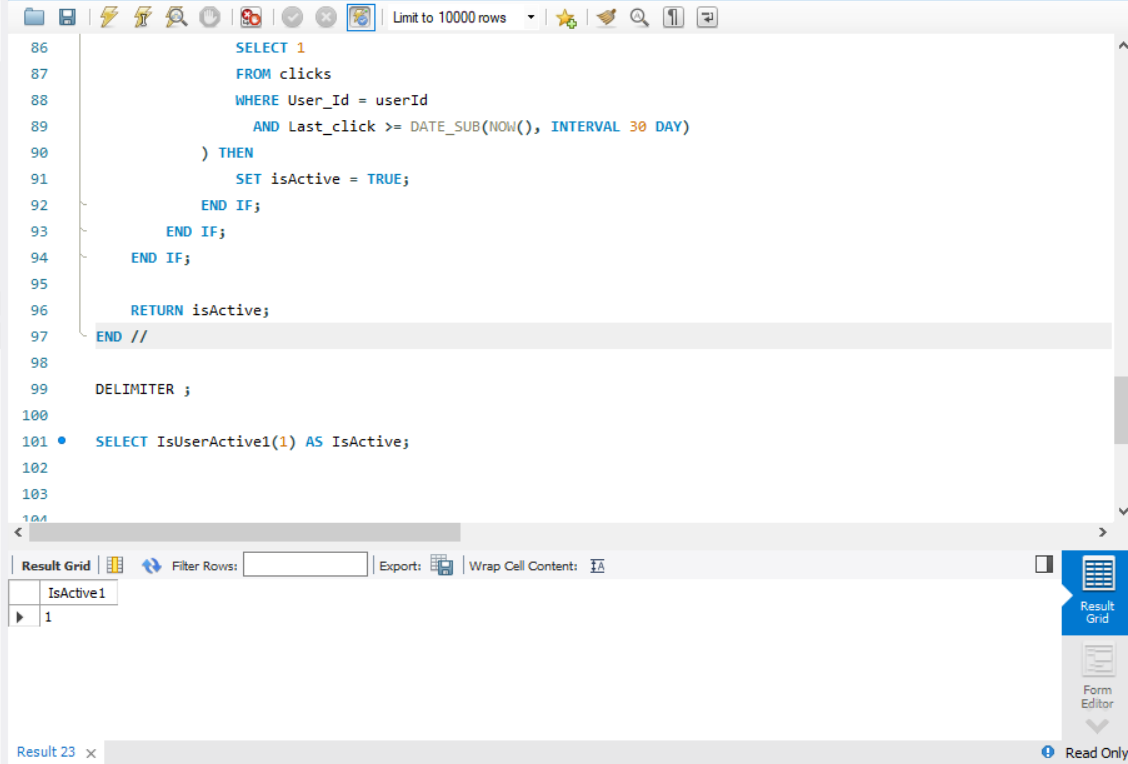 Limit to 10000 rows
86 SELECT 1
87 FROM clicks
88 WHERE User_Id = userId
89 AND Last_click >= DATE_SUB(NOW(), INTERVAL 30 DAY)
90 ) THEN
91 SET isActive = TRUE;
92 END IF;
93 END IF;
94 END IF;
95
96 RETURN isActive;
97 END //
98
99 DELIMITER ;
100
101 SELECT IsUserActive1(1) AS IsActive;
102
103
104
Result Grid Filter Rows: Export: Wrap Cell Content: IA
IsActive1
1
Result Grid
Form Editor
Result 23 × Read Only